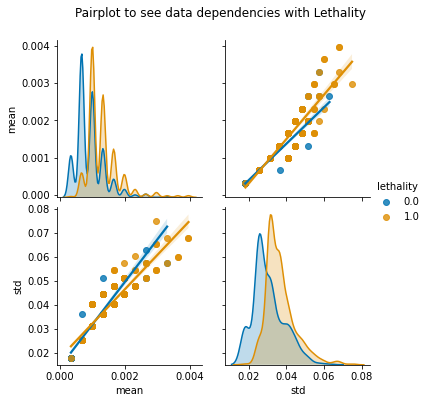 Pairplot to see data dependencies with Lethality
0.004
0.003
0.002
0.001
0.000
mean
lethality
0.0
1.0
0.08
0.07
0.06
0.05
0.04
0.03
0.02
std
0.000 0.002 0.004
mean
0.02 0.04 0.06 0.08
std